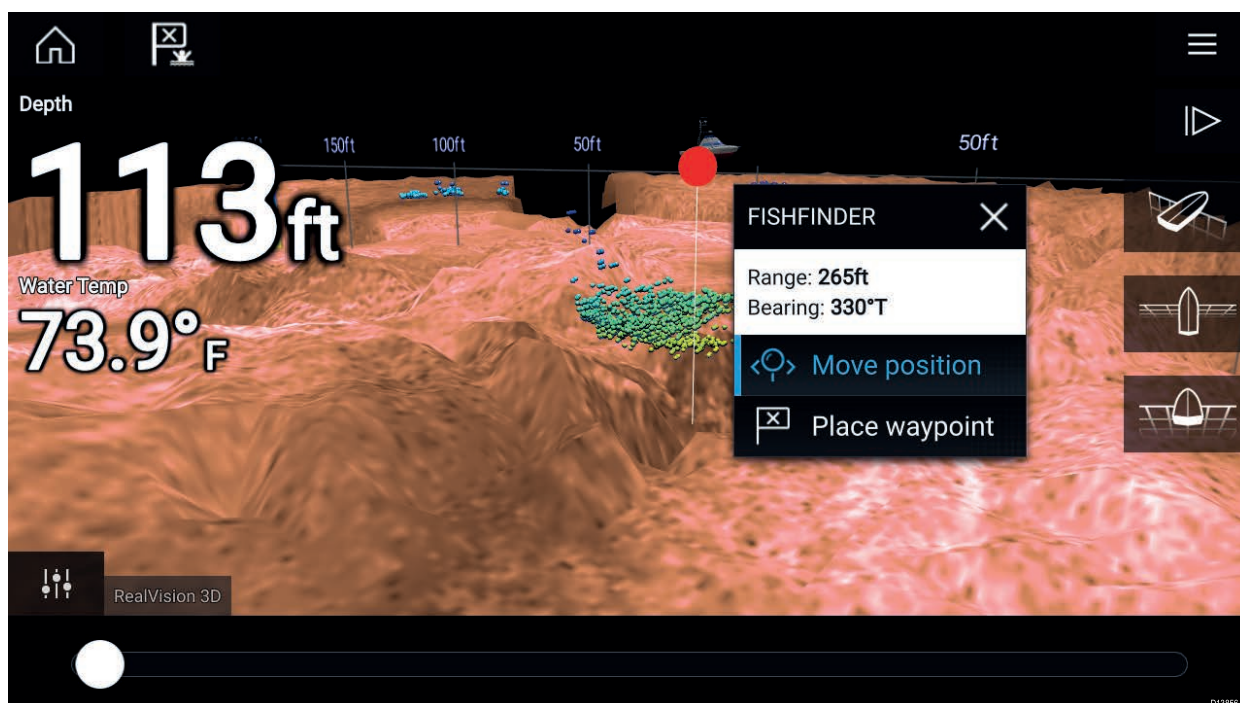 Depth
113ft
150ft
100ft
50ft
50ft
Water Temp
73.9°F
FISHFINDER
Range: 265ft
Bearing: 330°T
Move position
Place waypoint
RealVision 3D